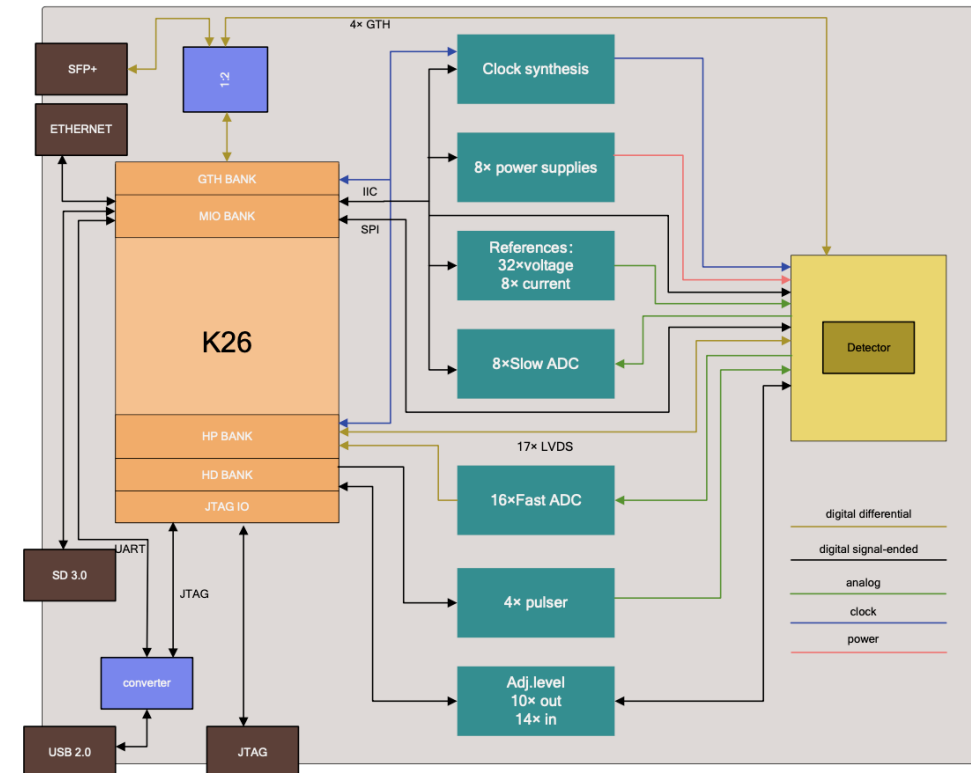 4× GTH
SFP+
1:2
Clock synthesis
ETHERNET
8× power supplies
GTH BANK
IIC
MIO BANK
SPI
References:
32×voltage
8× current
K26
8×Slow ADC
Detector
HP BANK
17× LVDS
HD BANK
16×Fast ADC
JTAG IO
digital differential
digital signal-ended
analog
clock
power
UART
SD 3.0
JTAG
4× pulser
converter
Adj.level
10× out
14× in
USB 2.0
JTAG